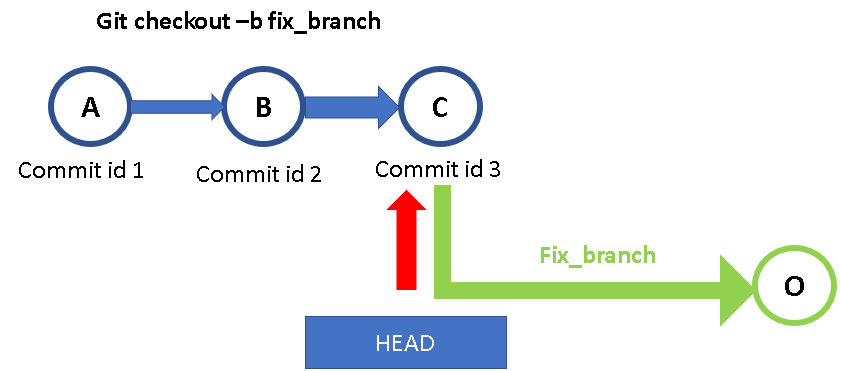 Git checkout –b fix_branch
A
B
C
Commit id 1
Commit id 2
Commit id 3
Fix_branch
O
HEAD